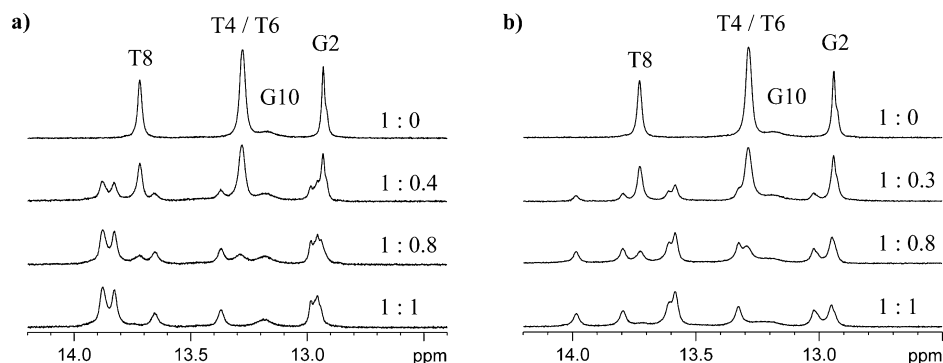 a)
T4 / T6
T8
G2
G10
1 : 0
1 : 0.4
1 : 0.8
1 : 1
14.0 13.5 13.0 ppm
b)
T4 / T6
T8
G2
G10
1 : 0
1 : 0.3
1 : 0.8
1 : 1
14.0 13.5 13.0 ppm